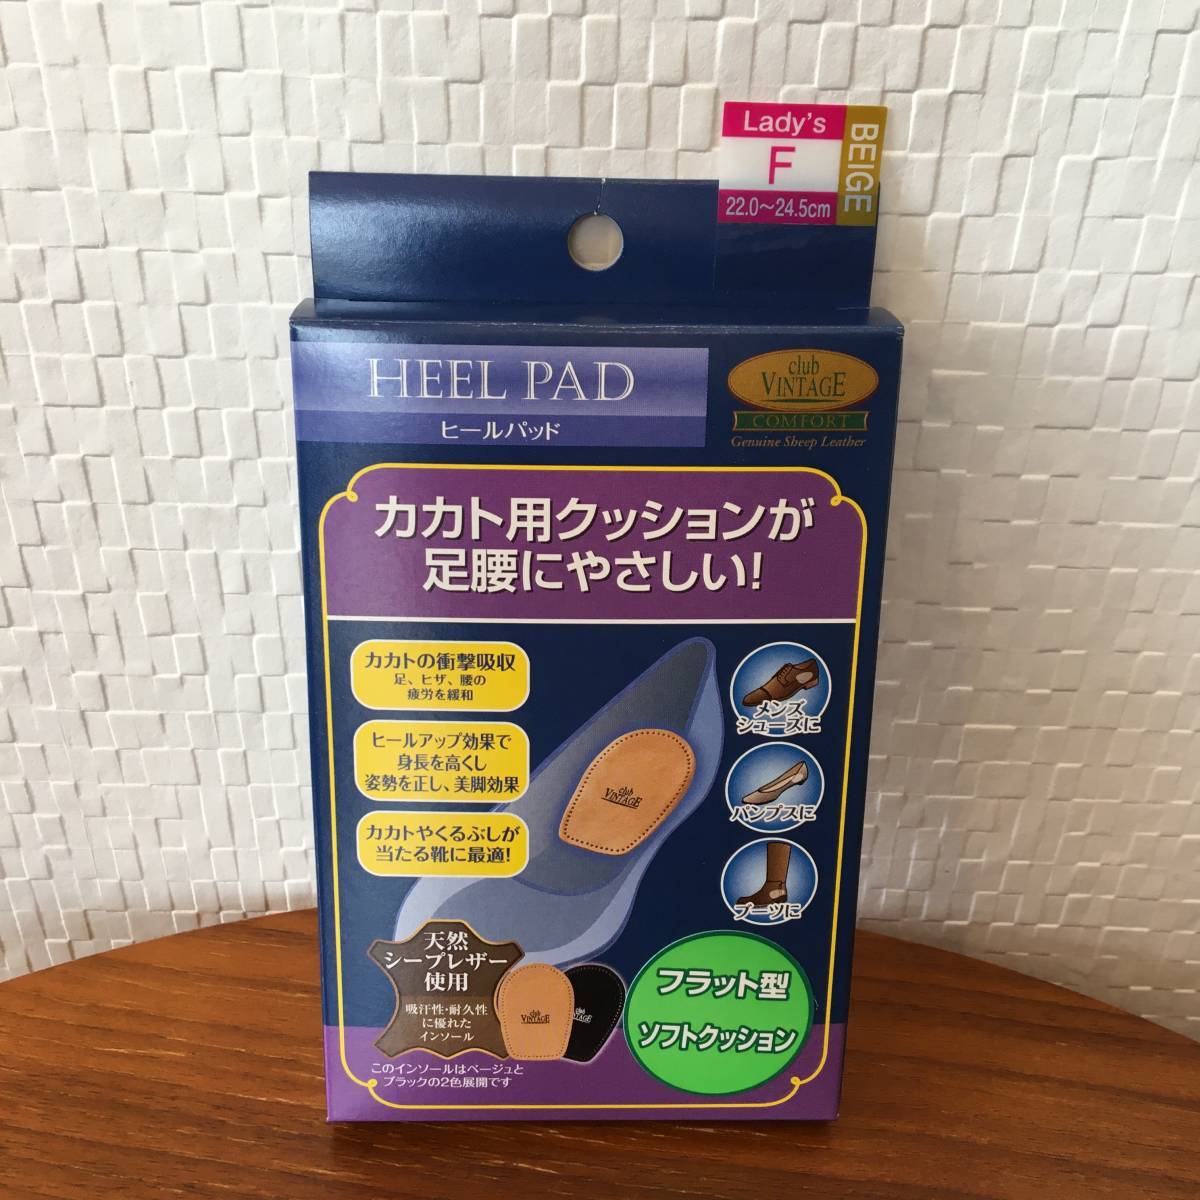 Lady's
F
22.0～24.5cm
BEIGE
HEEL PAD
ヒールパッド
club
VINTAGE
COMFORT
Genuine Sheep Leather
カカト用クッションが
足腰にやさしい!
カカトの衝撃吸収
足、ヒザ、腰の
疲労を緩和
ヒールアップ効果で
身長を高くし
姿勢を正し、美脚効果
カカトやくるぶしが
当たる靴に最適!
club
VINTAGE
メンズ
シューズに
パンプスに
ブーツに
天然
シープレザー
使用
吸汗性・耐久性
に優れた
インソール
club
VINTAGE
club
INTAGE
フラット型
ソフトクッション
このインソールはベージュと
ブラックの2色展開です